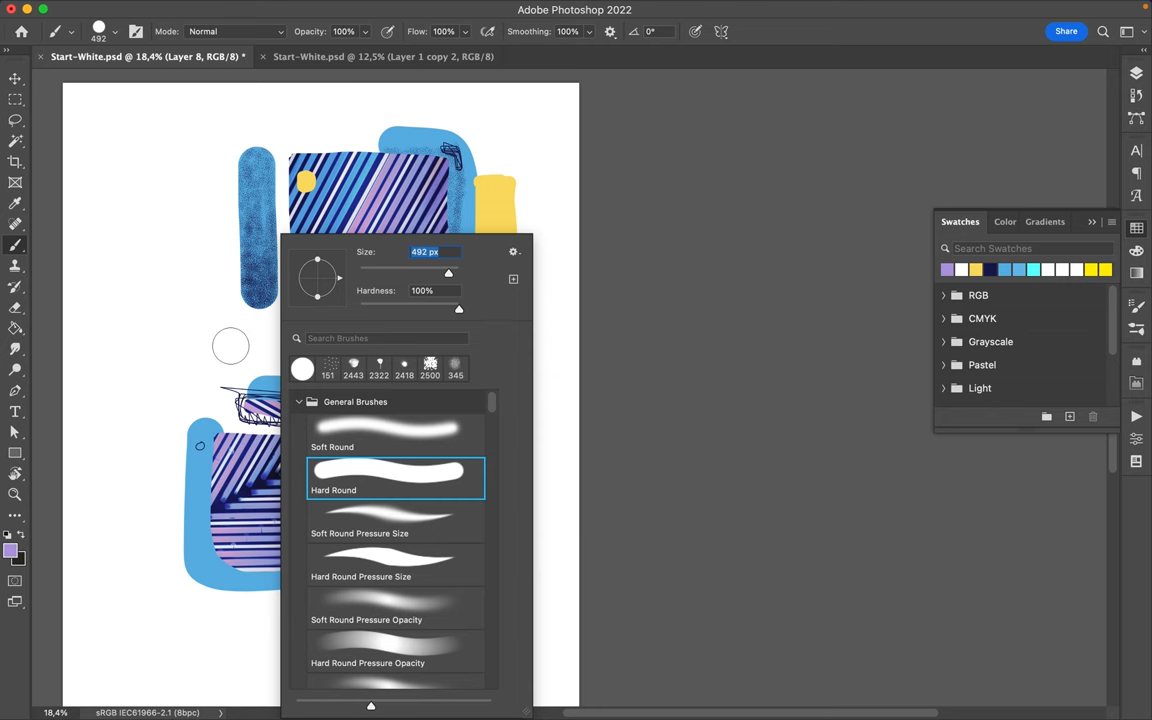 Adobe Photoshop 2022
492
Mode: Normal
Opacity: 100%
Flow: 100%
Smoothing: 100%
0°
Share
Start-White.psd @ 18,4% (Layer 8, RGB/8) *
Start-White.psd @ 12,5% (Layer 1 copy 2, RGB/8)
Size: 492 px
Hardness: 100%
Search Brushes
151 2443 2322 2418 2500 345
General Brushes
Soft Round
Hard Round
Soft Round Pressure Size
Hard Round Pressure Size
Soft Round Pressure Opacity
Hard Round Pressure Opacity
Swatches Color Gradients
Search Swatches
RGB
CMYK
Grayscale
Pastel
Light
18,4% sRGB IEC61966-2.1 (8bpc)